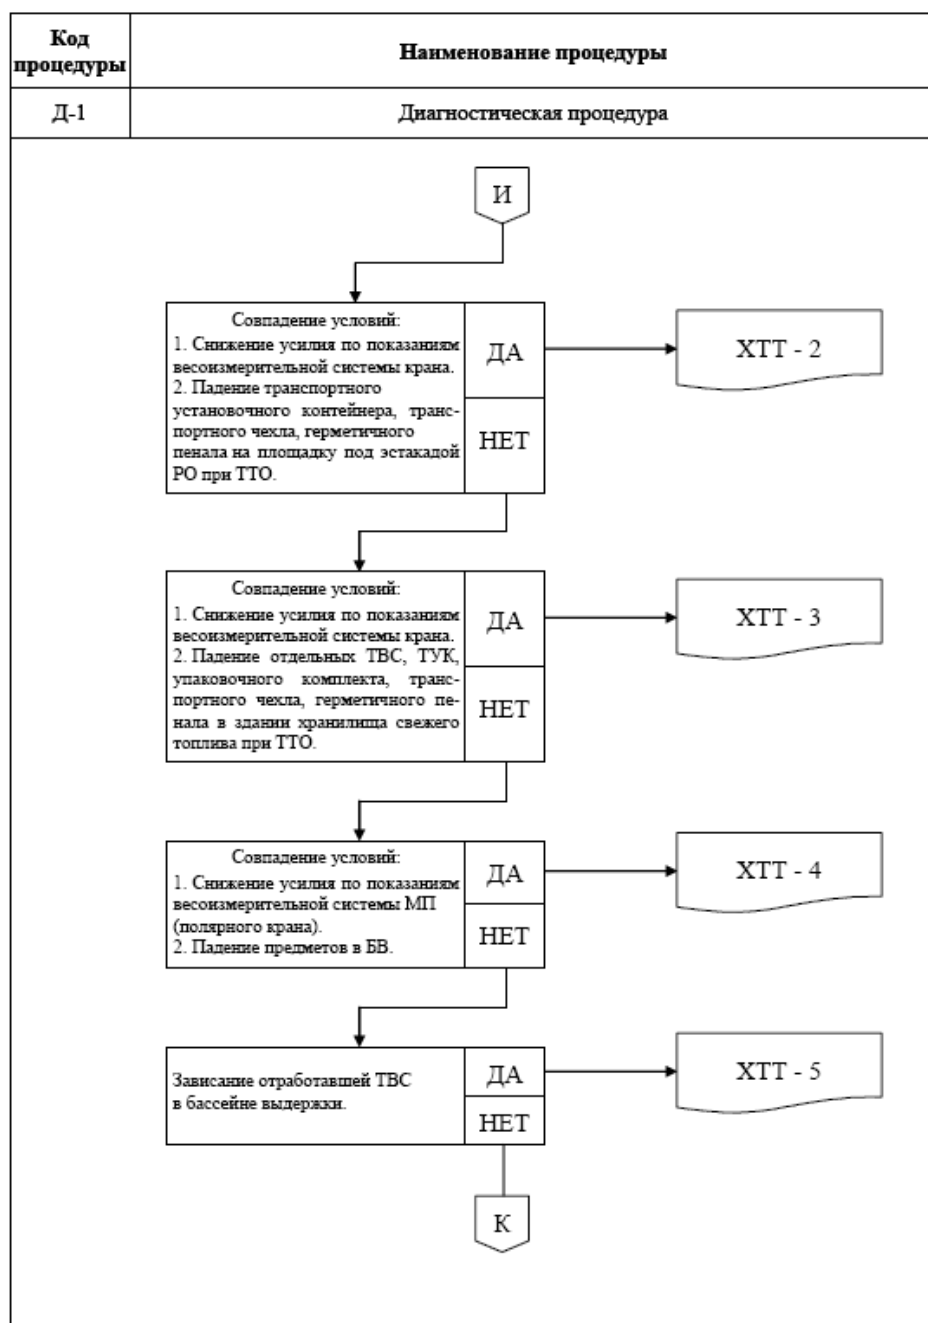 Код
процедуры
Наименование процедуры
Д-1
Диагностическая процедура
И
Совпадение условий:
1. Снижение усилия по показаниям
весоизмерительной системы крана.
2. Падение транспортного
установочного контейнера, транс-
портного чехла, герметичного
пенала на площадку под эстакадой
РО при ТТО.
ДА
НЕТ
ХТТ - 2
Совпадение условий:
1. Снижение усилия по показаниям
весоизмерительной системы крана.
2. Падение отдельных ТВС, ТУК,
упаковочного комплекта, транс-
портного чехла, герметичного пе-
нала в здании хранилища свежего
топлива при ТТО.
ДА
НЕТ
ХТТ - 3
Совпадение условий:
1. Снижение усилия по показаниям
весоизмерительной системы МП
(полярного крана).
2. Падение предметов в БВ.
ДА
НЕТ
ХТТ - 4
Зависание отработавшей ТВС
в бассейне выдержки.
ДА
НЕТ
ХТТ - 5
К